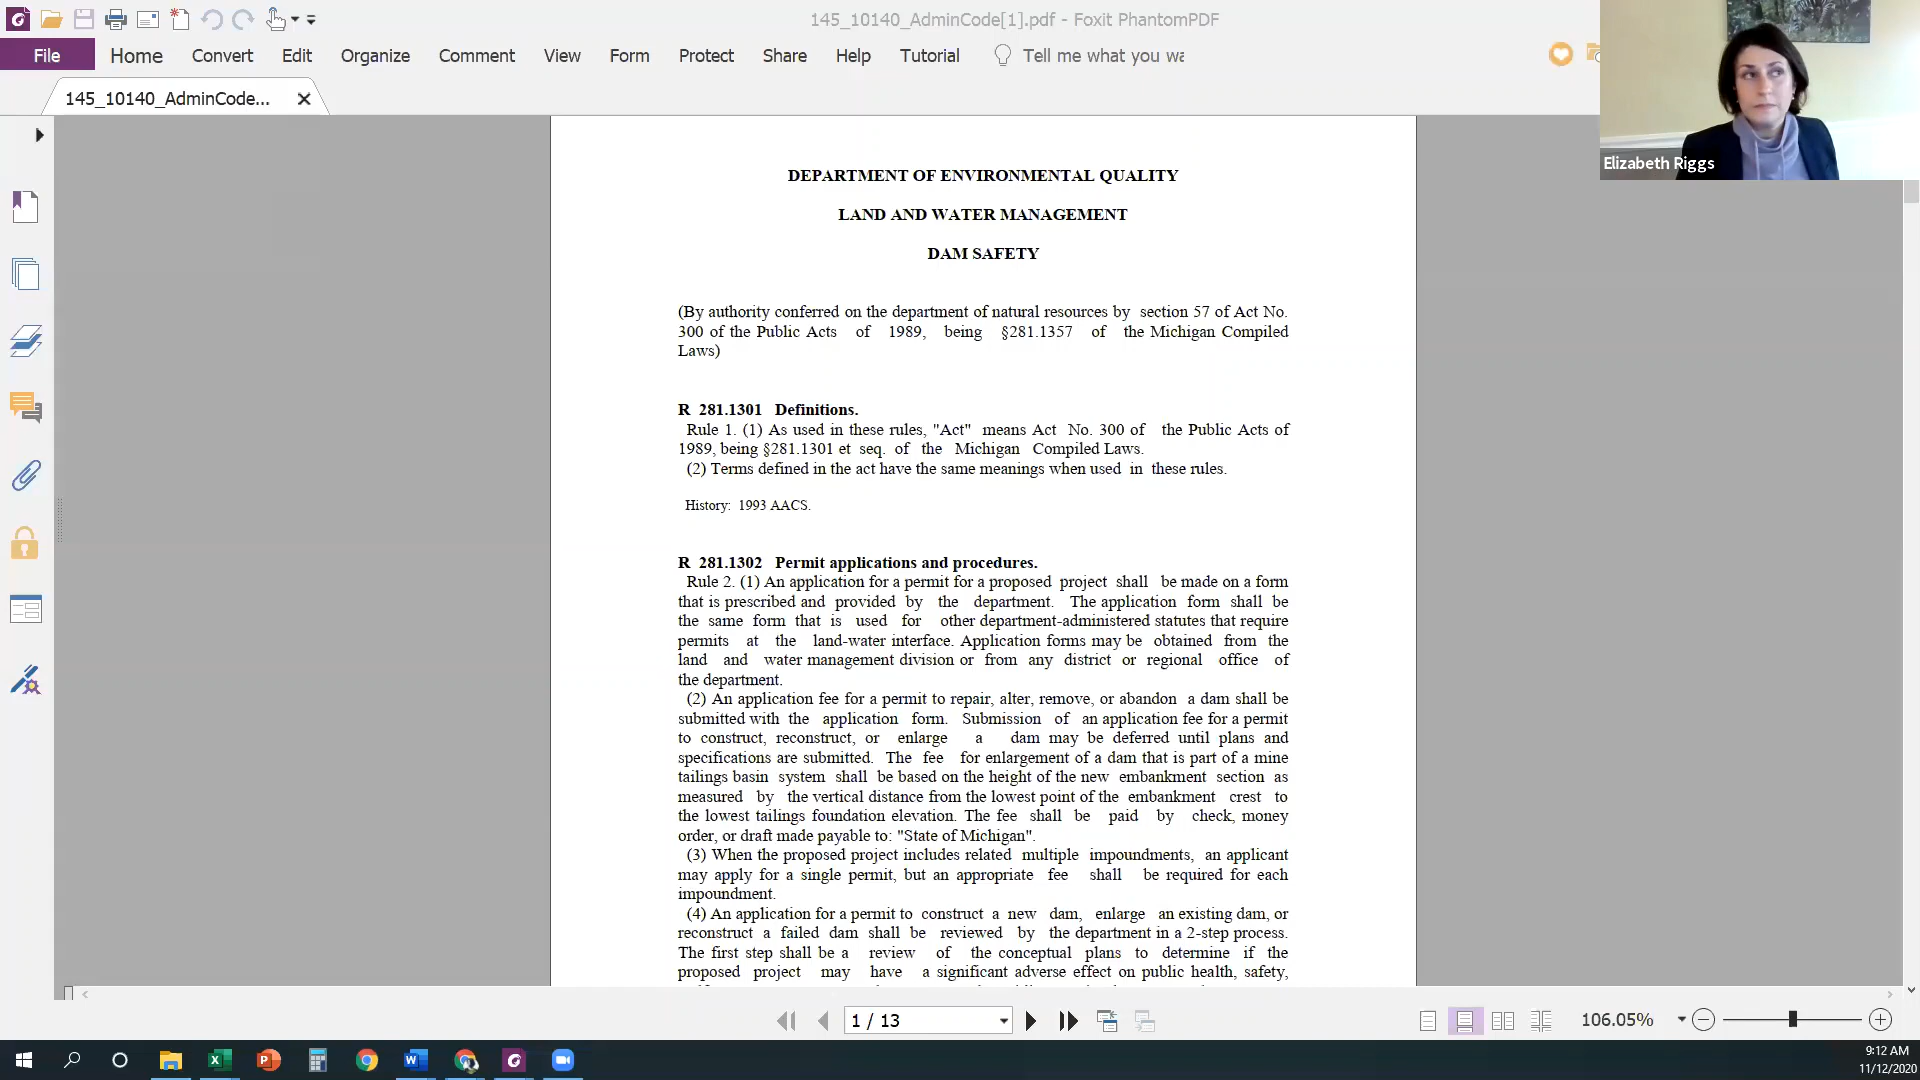 145_10140_AdminCode[1].pdf - Foxit PhantomPDF
File Home Convert Edit Organize Comment View Form Protect Share Help Tutorial Tell me what you wa
145_10140_AdminCode...
Elizabeth Riggs
DEPARTMENT OF ENVIRONMENTAL QUALITY
LAND AND WATER MANAGEMENT
DAM SAFETY
(By authority conferred on the department of natural resources by section 57 of Act No.
300 of the Public Acts of 1989, being §281.1357 of the Michigan Compiled
Laws)
R 281.1301 Definitions.
Rule 1. (1) As used in these rules, "Act" means Act No. 300 of the Public Acts of
1989, being §281.1301 et seq. of the Michigan Compiled Laws.
(2) Terms defined in the act have the same meanings when used in these rules.
History: 1993 AACS.
R 281.1302 Permit applications and procedures.
Rule 2. (1) An application for a permit for a proposed project shall be made on a form
that is prescribed and provided by the department. The application form shall be
the same form that is used for other department-administered statutes that require
permits at the land-water interface. Application forms may be obtained from the
land and water management division or from any district or regional office of
the department.
(2) An application fee for a permit to repair, alter, remove, or abandon a dam shall be
submitted with the application form. Submission of an application fee for a permit
to construct, reconstruct, or enlarge a dam may be deferred until plans and
specifications are submitted. The fee for enlargement of a dam that is part of a mine
tailings basin system shall be based on the height of the new embankment section as
measured by the vertical distance from the lowest point of the embankment crest to
the lowest tailings foundation elevation. The fee shall be paid by check, money
order, or draft made payable to: "State of Michigan".
(3) When the proposed project includes related multiple impoundments, an applicant
may apply for a single permit, but an appropriate fee shall be required for each
impoundment.
(4) An application for a permit to construct a new dam, enlarge an existing dam, or
reconstruct a failed dam shall be reviewed by the department in a 2-step process.
The first step shall be a review of the conceptual plans to determine if the
proposed project may have a significant adverse effect on public health, safety,
1 / 13
106.05%
9:12 AM
11/12/2020